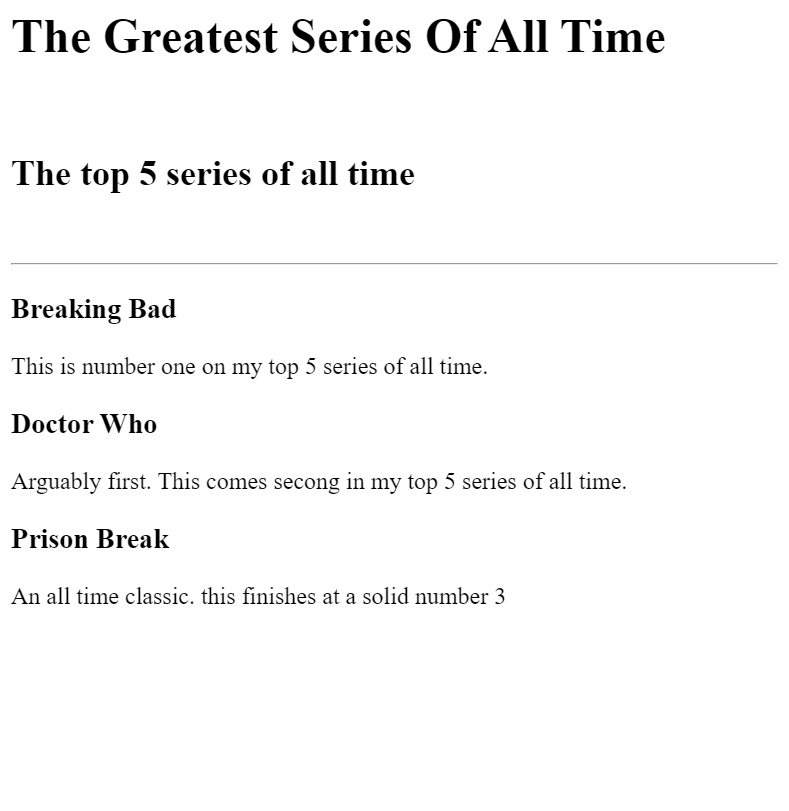 The Greatest Series Of All Time
The top 5 series of all time
Breaking Bad
This is number one on my top 5 series of all time.
Doctor Who
Arguably first. This comes secong in my top 5 series of all time.
Prison Break
An all time classic. this finishes at a solid number 3